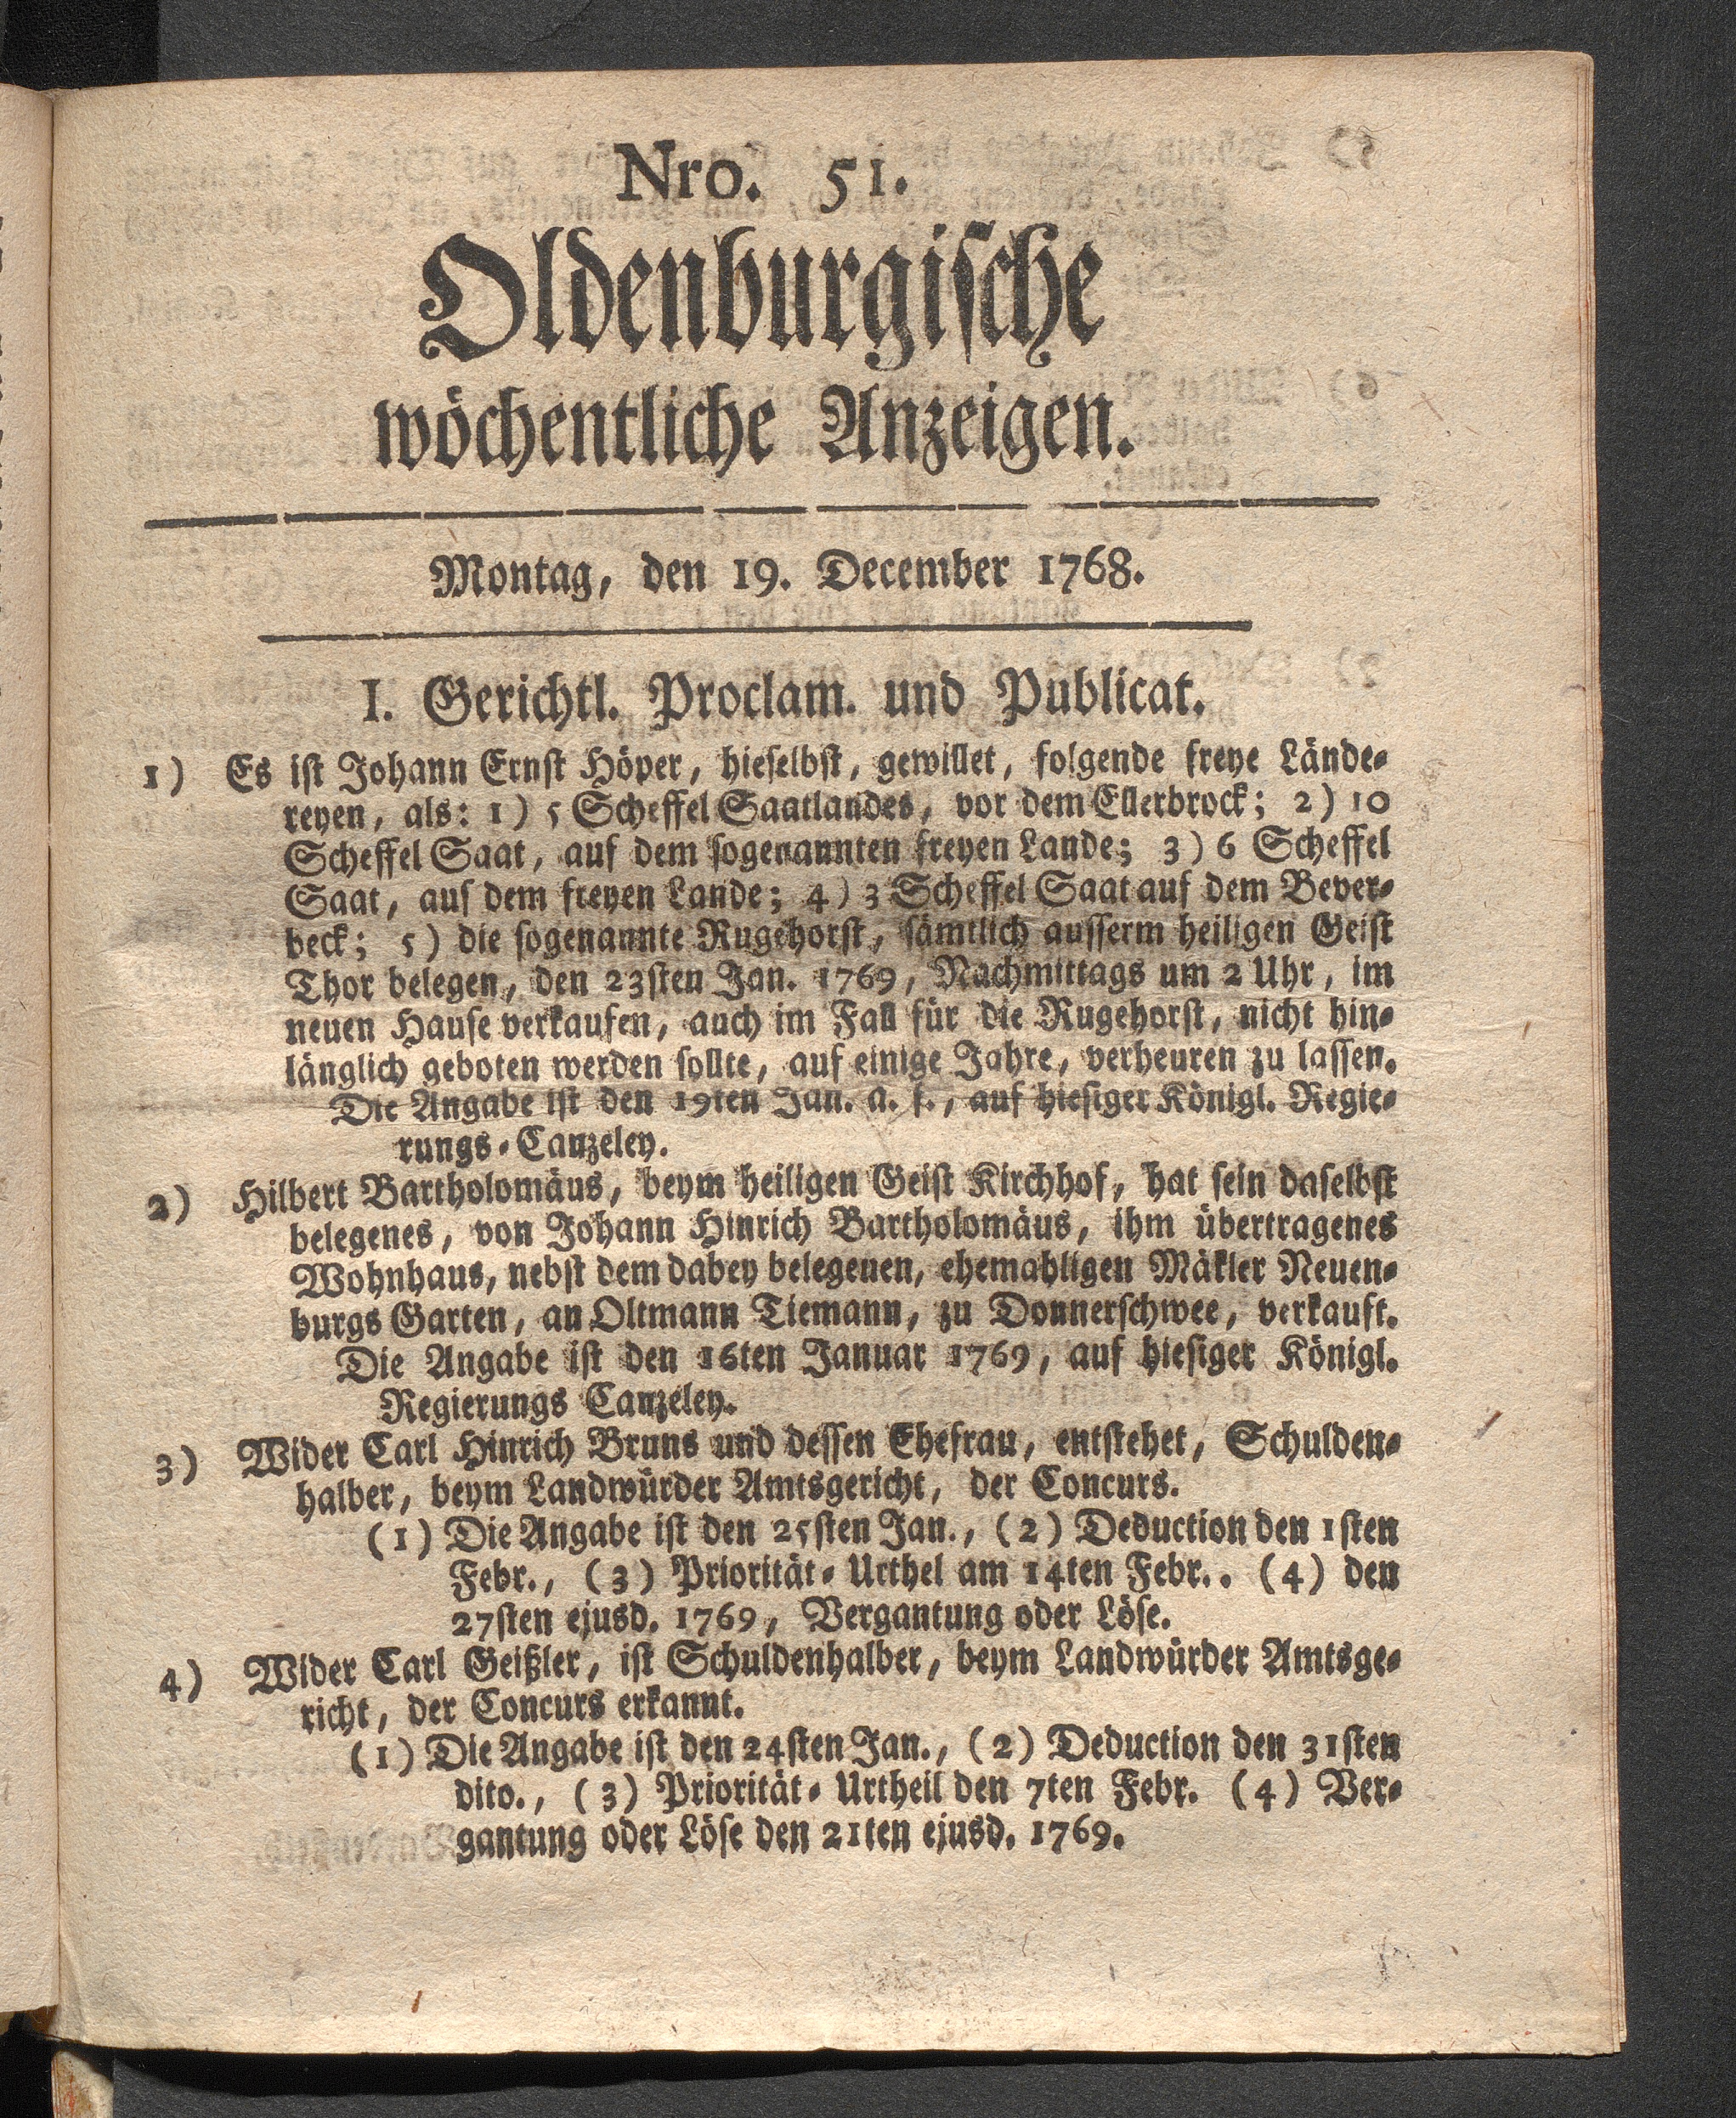 Nro. 51.
Oldenburgische
wöchentliche Anzeigen.
Montag, den 19. December 1768.
I. Gerichtl. Proclam. und Publicat.
1) Es ist Johann Ernst Höper, hieselbst, gewillet, folgende freye Lände-
reyen, als: 1) 5 Scheffel Saatlandes, vor dem Ellerbrock; 2) 10
Scheffel Saat, auf dem sogenannten freyen Lande; 3) 6 Scheffel
Saat, aus dem freyen Lande; 4) 3 Scheffel Saat auf dem Bever-
beck; 5) die sogenannte Rugehorst, sämtlich ausserm heiligen Geist
Thor belegen, den 23sten Jan. 1769, Nachmittags um 2 Uhr, im
neuen Hause verkaufen, auch im Fall für die Rugehorst, nicht hin-
länglich geboten werden sollte, auf einige Jahre, verheuren zu lassen.
Die Angabe ist den 19ten Jan. a. f., auf hiesiger Königl. Regie-
rungs-Canzeley.
2) Hilbert Bartholomäus, beym heiligen Geist Kirchhof, hat sein daselbst
belegenes, von Johann Hinrich Bartholomäus, ihm übertragenes
Wohnhaus, nebst dem dabey belegenen, ehemahligen Mäkler Neuen-
burgs Garten, an Oltmann Tiemann, zu Donnerschwee, verkauft.
Die Angabe ist den 16ten Januar 1769, auf hiesiger Königl.
Regierungs Canzeley.
3) Wider Carl Hinrich Bruns und dessen Ehefrau, entstehet, Schulden-
halber, beym Landwürder Amtsgericht, der Concurs.
(1) Die Angabe ist den 25sten Jan., (2) Deduction den 1sten
Febr., (3) Priorität-Urthel am 14ten Febr.. (4) den
27sten ejusd. 1769, Vergantung oder Löse.
4) Wider Carl Geißler, ist Schuldenhalber, beym Landwürder Amtsge-
richt, der Concurs erkannt.
(1) Die Angabe ist den 24sten Jan., (2) Deduction den 31sten
dito., (3) Priorität-Urtheil den 7ten Febr. (4) Ver-
gantung oder Löse den 21ten ejusd. 1769.